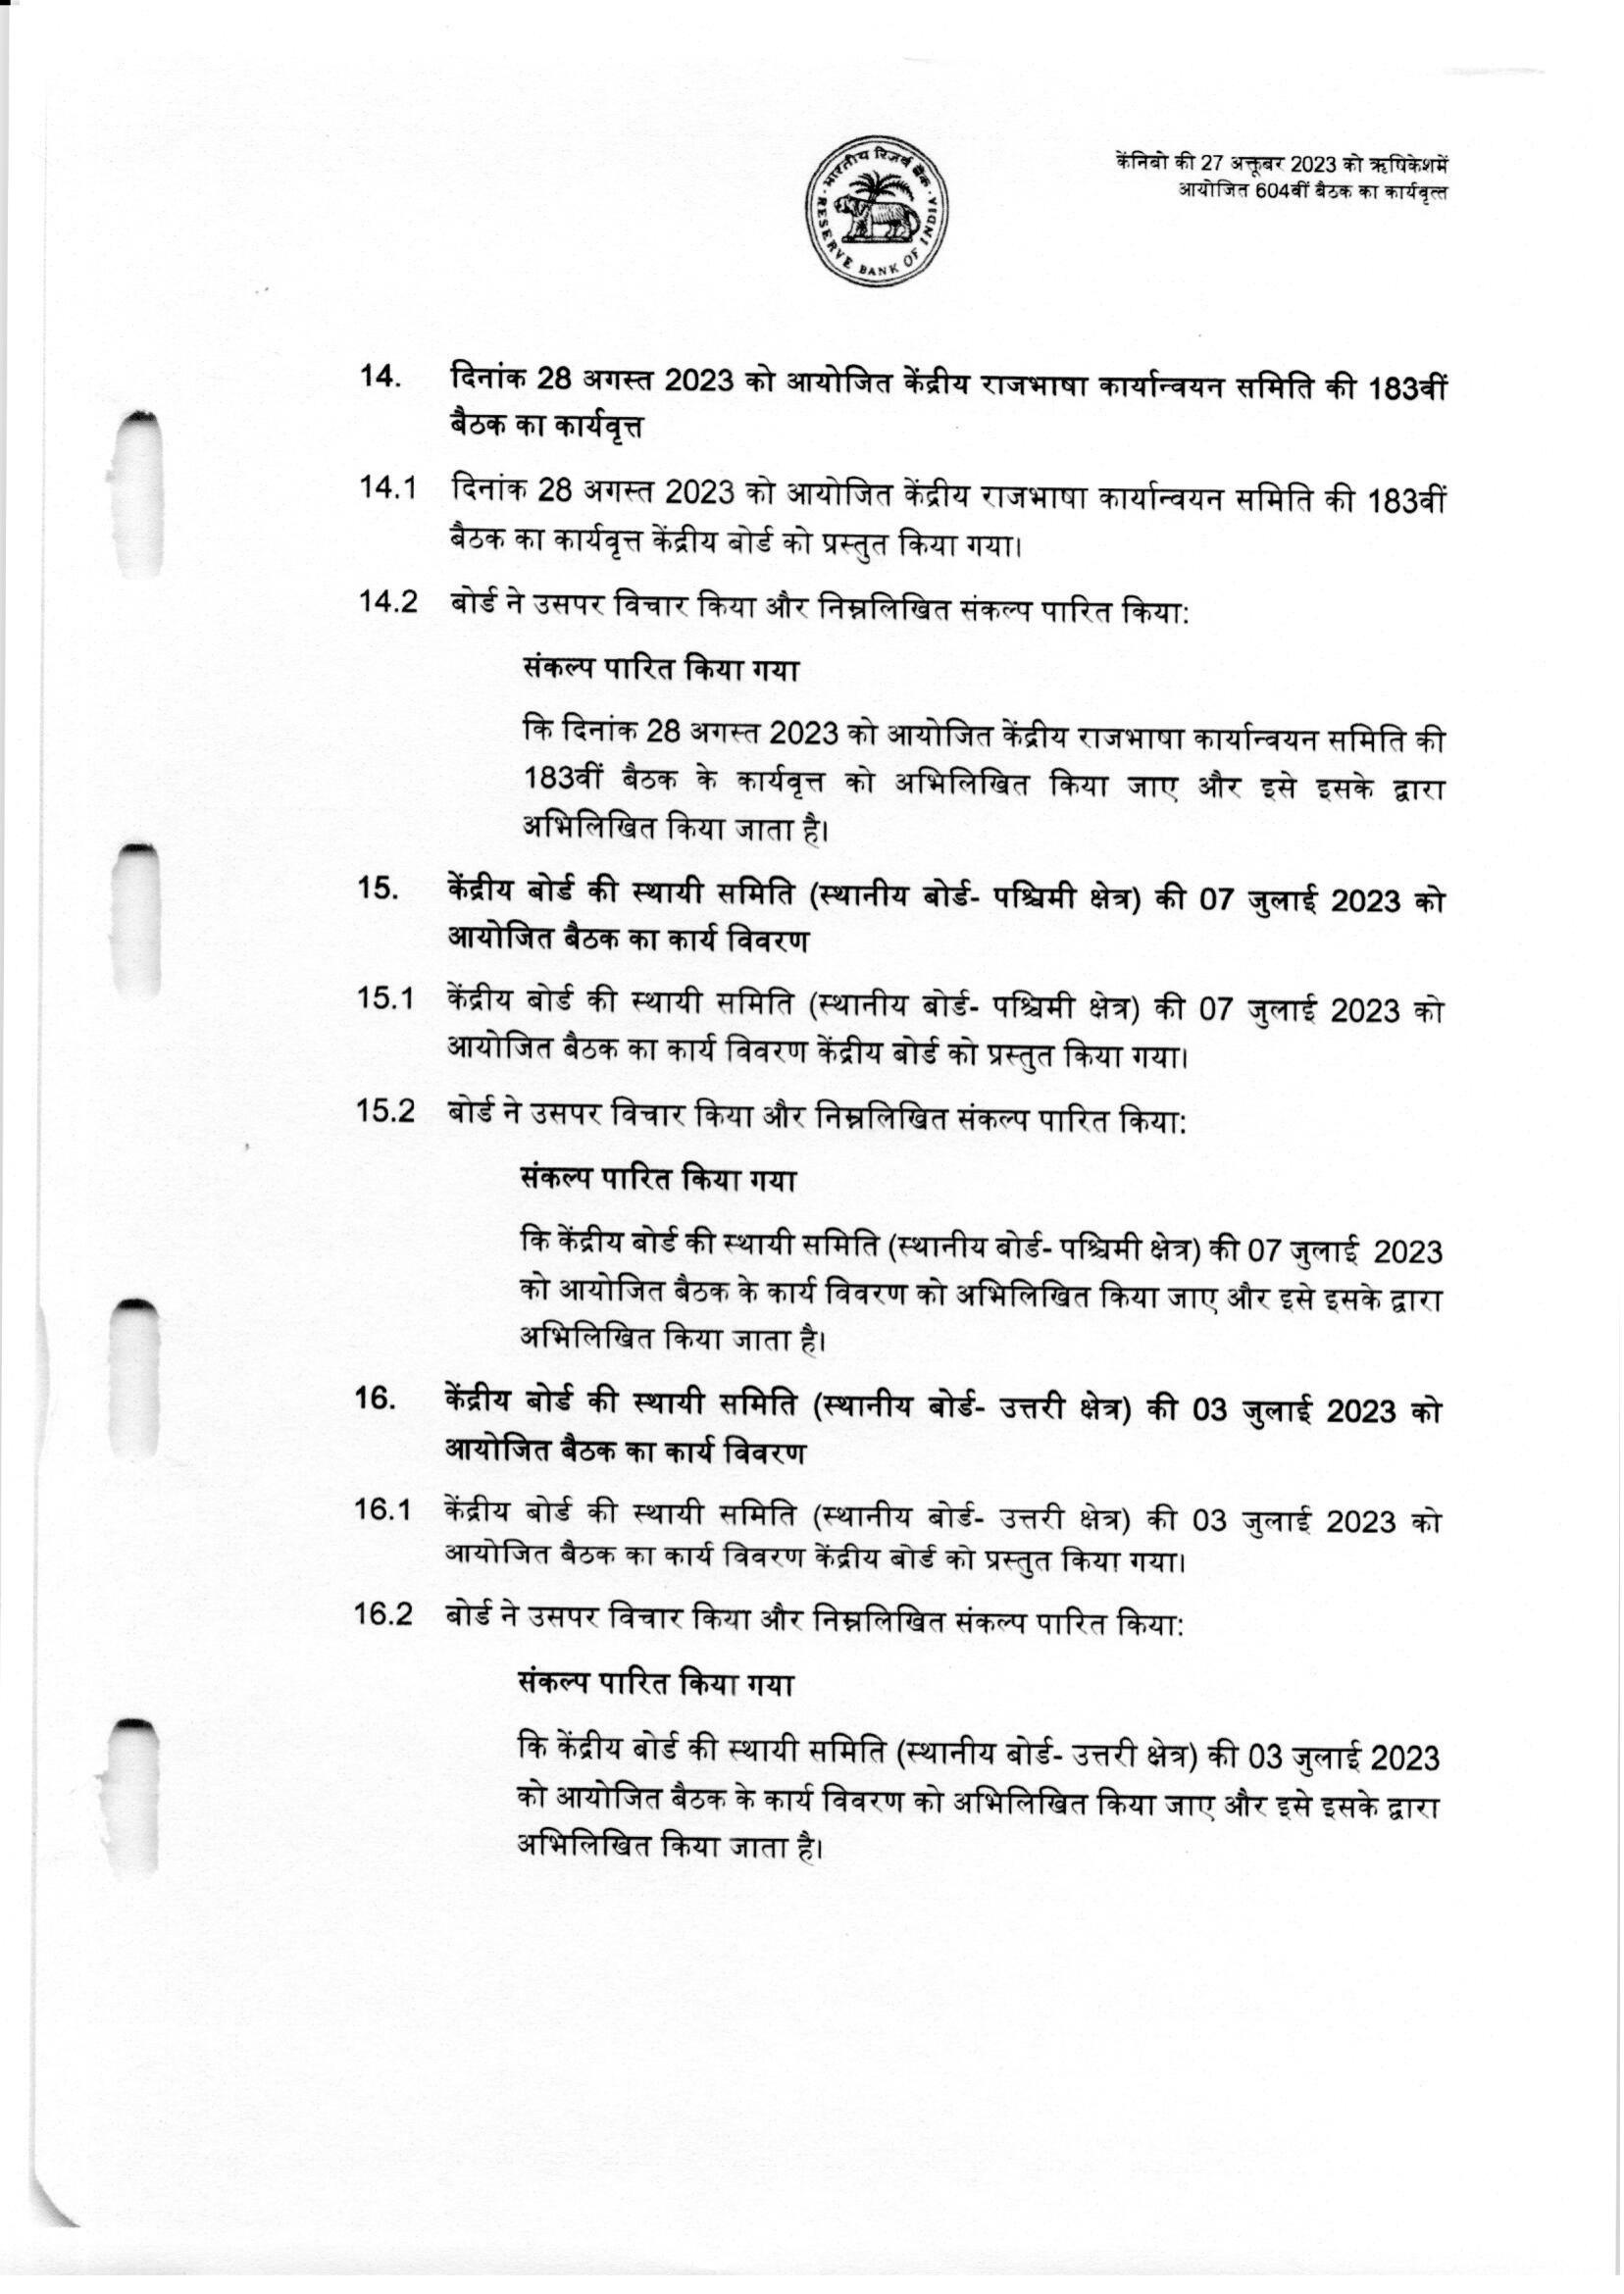 केंनिबो की 27 अक्तूबर 2023 को ऋषिकेशमें
आयोजित 604वीं बैठक का कार्यवृत्त
भारतीय रिज़र्व बैंक
RESERVE BANK OF INDIA
14. दिनांक 28 अगस्त 2023 को आयोजित केंद्रीय राजभाषा कार्यान्वयन समिति की 183वीं
बैठक का कार्यवृत्त
14.1 दिनांक 28 अगस्त 2023 को आयोजित केंद्रीय राजभाषा कार्यान्वयन समिति की 183वीं
बैठक का कार्यवृत्त केंद्रीय बोर्ड को प्रस्तुत किया गया।
14.2 बोर्ड ने उसपर विचार किया और निम्नलिखित संकल्प पारित किया:
संकल्प पारित किया गया
कि दिनांक 28 अगस्त 2023 को आयोजित केंद्रीय राजभाषा कार्यान्वयन समिति की
183वीं बैठक के कार्यवृत्त को अभिलिखित किया जाए और इसे इसके द्वारा
अभिलिखित किया जाता है।
15. केंद्रीय बोर्ड की स्थायी समिति (स्थानीय बोर्ड- पश्चिमी क्षेत्र) की 07 जुलाई 2023 को
आयोजित बैठक का कार्य विवरण
15.1 केंद्रीय बोर्ड की स्थायी समिति (स्थानीय बोर्ड- पश्चिमी क्षेत्र) की 07 जुलाई 2023 को
आयोजित बैठक का कार्य विवरण केंद्रीय बोर्ड को प्रस्तुत किया गया।
15.2 बोर्ड ने उसपर विचार किया और निम्नलिखित संकल्प पारित किया:
संकल्प पारित किया गया
कि केंद्रीय बोर्ड की स्थायी समिति (स्थानीय बोर्ड- पश्चिमी क्षेत्र) की 07 जुलाई 2023
को आयोजित बैठक के कार्य विवरण को अभिलिखित किया जाए और इसे इसके द्वारा
अभिलिखित किया जाता है।
16. केंद्रीय बोर्ड की स्थायी समिति (स्थानीय बोर्ड- उत्तरी क्षेत्र) की 03 जुलाई 2023 को
आयोजित बैठक का कार्य विवरण
16.1 केंद्रीय बोर्ड की स्थायी समिति (स्थानीय बोर्ड- उत्तरी क्षेत्र) की 03 जुलाई 2023 को
आयोजित बैठक का कार्य विवरण केंद्रीय बोर्ड को प्रस्तुत किया गया।
16.2 बोर्ड ने उसपर विचार किया और निम्नलिखित संकल्प पारित किया:
संकल्प पारित किया गया
कि केंद्रीय बोर्ड की स्थायी समिति (स्थानीय बोर्ड- उत्तरी क्षेत्र) की 03 जुलाई 2023
को आयोजित बैठक के कार्य विवरण को अभिलिखित किया जाए और इसे इसके द्वारा
अभिलिखित किया जाता है।